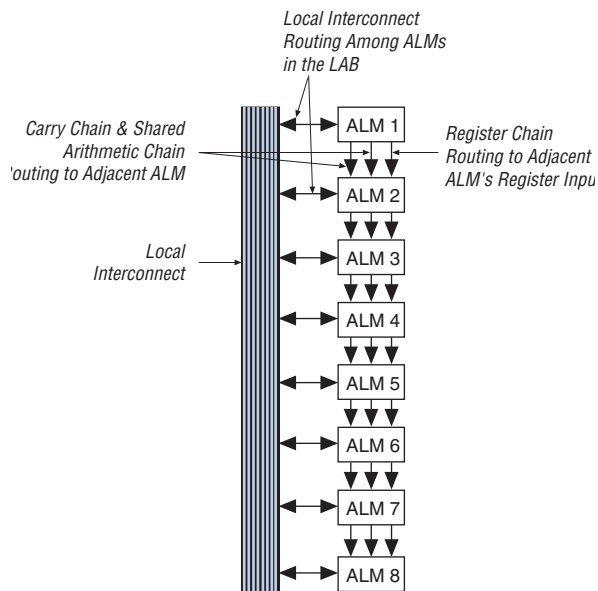 Local Interconnect
Routing Among ALMs
in the LAB
Carry Chain & Shared
Arithmetic Chain
to Adjacent ALM
Register Chain
Routing to Adjacent
ALM's Register
Local
Interconnect
ALM 1
ALM 2
ALM 3
ALM 4
ALM 5
ALM 6
ALM 7
ALM 8